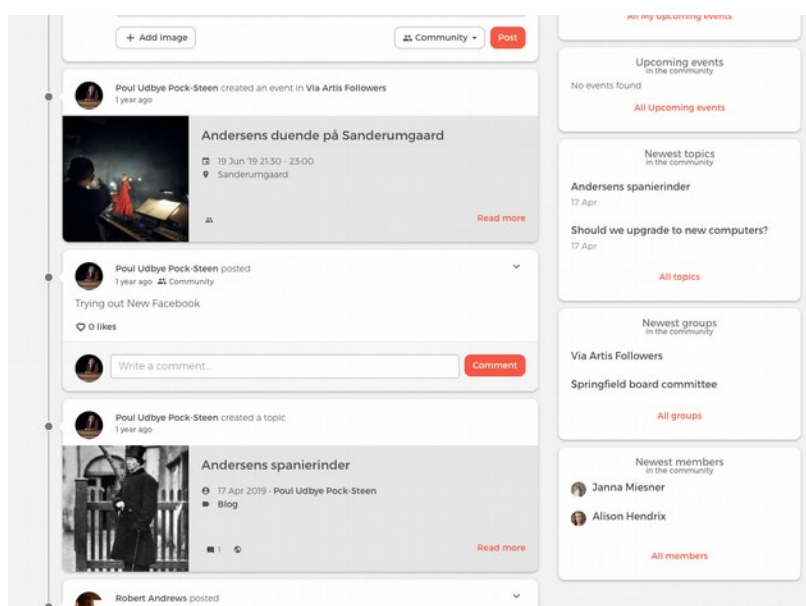 + Add image
Community
Post
Poul Udbye Pock-Steen created an event in Via Artis Followers
1 year ago
Andersens duende på Sanderumgaard
19 Jun '19 21:30 - 23:00
Sanderumgaard
Read more
Poul Udbye Pock-Steen posted
1 year ago Community
Trying out New Facebook
0 likes
Write a comment...
Comment
Poul Udbye Pock-Steen created a topic
1 year ago
Andersens spanierinder
17 Apr 2019 - Poul Udbye Pock-Steen
Blog
1
Read more
Robert Andrews posted
All My upcoming events
Upcoming events
in the community
No events found
All Upcoming events
Newest topics
in the community
Andersens spanierinder
17 Apr
Should we upgrade to new computers?
17 Apr
All topics
Newest groups
in the community
Via Artis Followers
Springfield board committee
All groups
Newest members
in the community
Janna Miesner
Alison Hendrix
All members